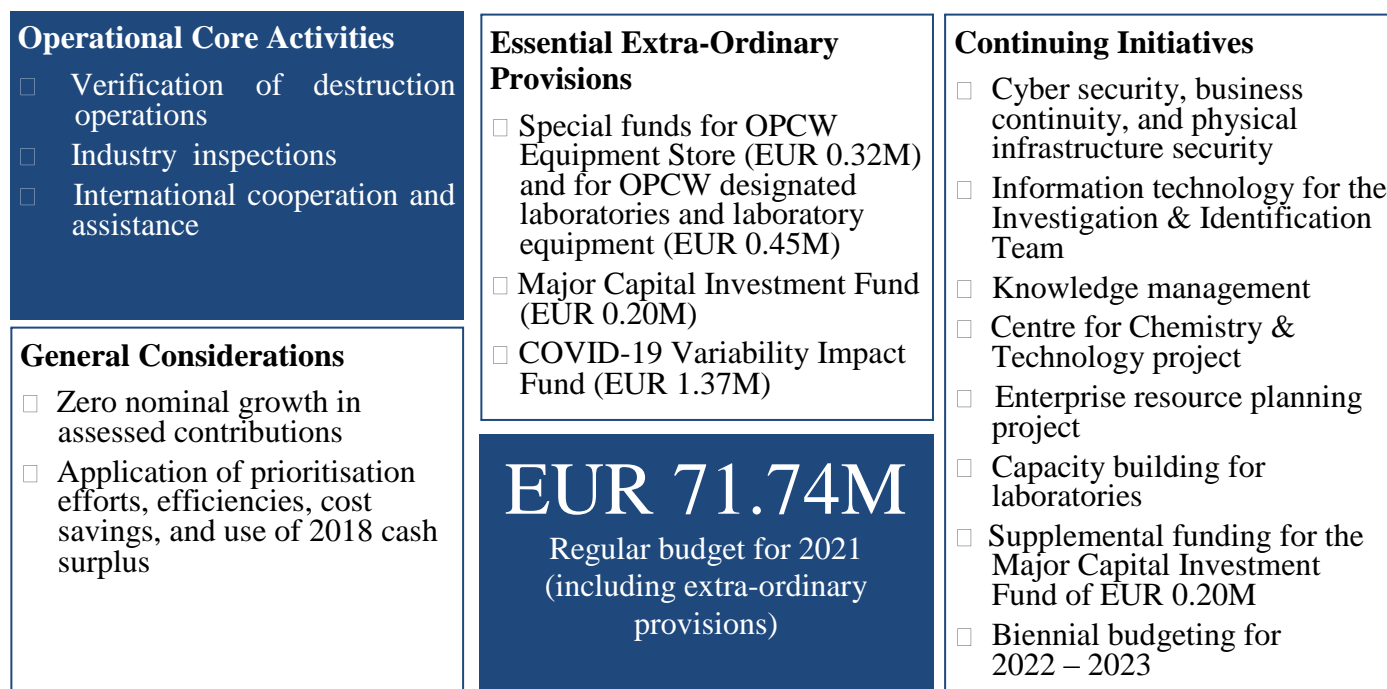 Operational Core Activities
□ Verification of destruction
operations
□ Industry inspections
□ International cooperation and
assistance
General Considerations
□ Zero nominal growth in
assessed contributions
□ Application of prioritisation
efforts, efficiencies, cost
savings, and use of 2018 cash
surplus
Essential Extra-Ordinary
Provisions
□ Special funds for OPCW
Equipment Store (EUR 0.32M)
and for OPCW designated
laboratories and laboratory
equipment (EUR 0.45M)
□ Major Capital Investment Fund
(EUR 0.20M)
□ COVID-19 Variability Impact
Fund (EUR 1.37M)
EUR 71.74M
Regular budget for 2021
(including extra-ordinary
provisions)
Continuing Initiatives
□ Cyber security, business
continuity, and physical
infrastructure security
□ Information technology for the
Investigation & Identification
Team
□ Knowledge management
□ Centre for Chemistry &
Technology project
□ Enterprise resource planning
project
□ Capacity building for
laboratories
□ Supplemental funding for the
Major Capital Investment
Fund of EUR 0.20M
□ Biennial budgeting for
2022 – 2023